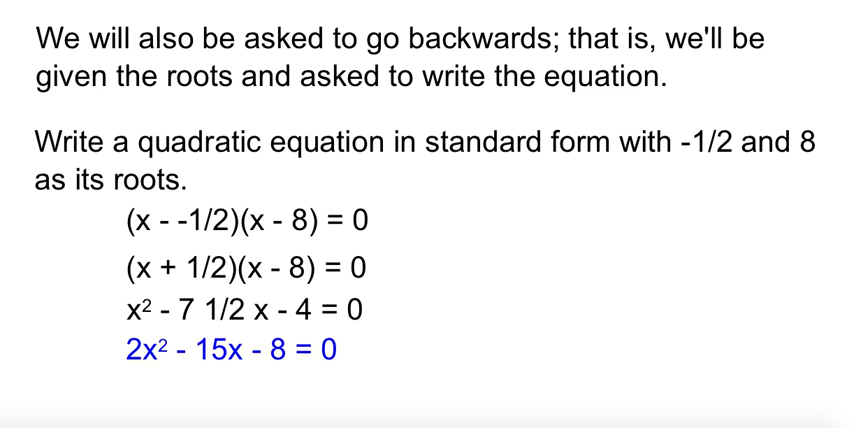 We will also be asked to go backwards; that is, we'll be
given the roots and asked to write the equation.
Write a quadratic equation in standard form with -1/2 and 8
as its roots.
(x - -1/2)(x - 8) = 0
(x + 1/2)(x - 8) = 0
x² - 7 1/2 x - 4 = 0
2x² - 15x - 8 = 0